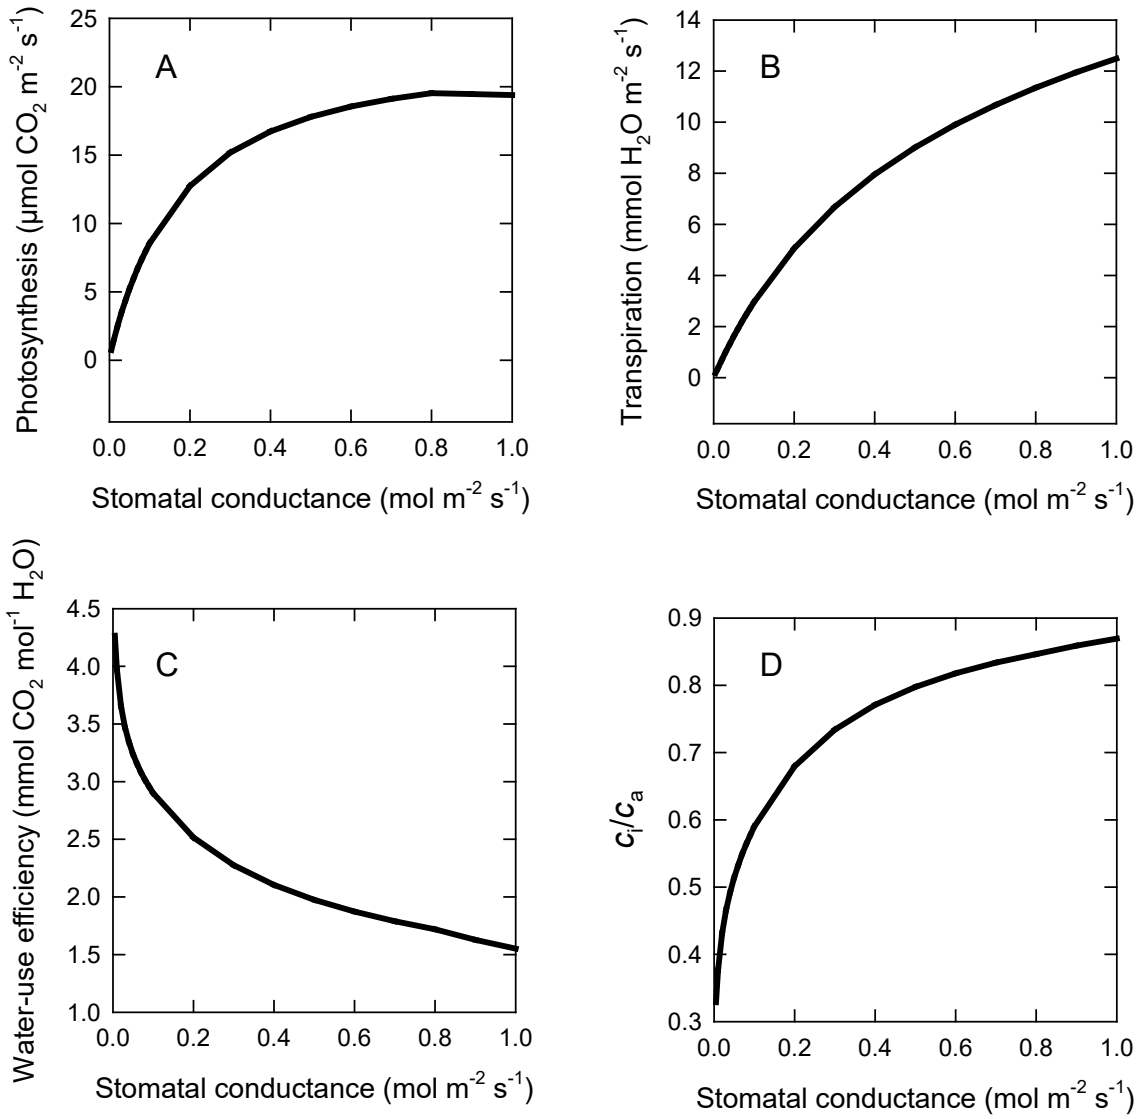 Photosynthesis (μmol CO₂ m⁻² s⁻¹)
25
20
15
10
5
0
A
0.0 0.2 0.4 0.6 0.8 1.0
Stomatal conductance (mol m⁻² s⁻¹)
Transpiration (mmol H₂O m⁻² s⁻¹)
14
12
10
8
6
4
2
0
B
0.0 0.2 0.4 0.6 0.8 1.0
Stomatal conductance (mol m⁻² s⁻¹)
Water-use efficiency (mmol CO₂ mol⁻¹ H₂O)
4.5
4.0
3.5
3.0
2.5
2.0
1.5
1.0
C
0.0 0.2 0.4 0.6 0.8 1.0
Stomatal conductance (mol m⁻² s⁻¹)
cᵢ/cₐ
0.9
0.8
0.7
0.6
0.5
0.4
0.3
D
0.0 0.2 0.4 0.6 0.8 1.0
Stomatal conductance (mol m⁻² s⁻¹)